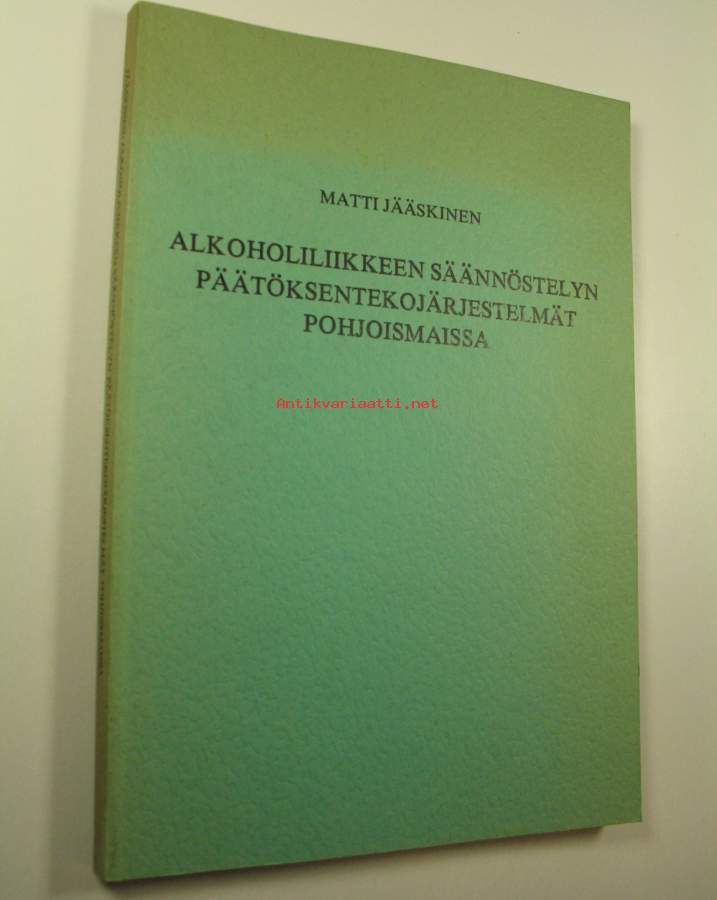 MATTI JÄÄSKINEN
ALKOHOLILIIKKEEN SÄÄNNÖSTELYN
PÄÄTÖKSENTEKOJÄRJESTELMÄT
POHJOISMAISSA
Antikvariaatti.net